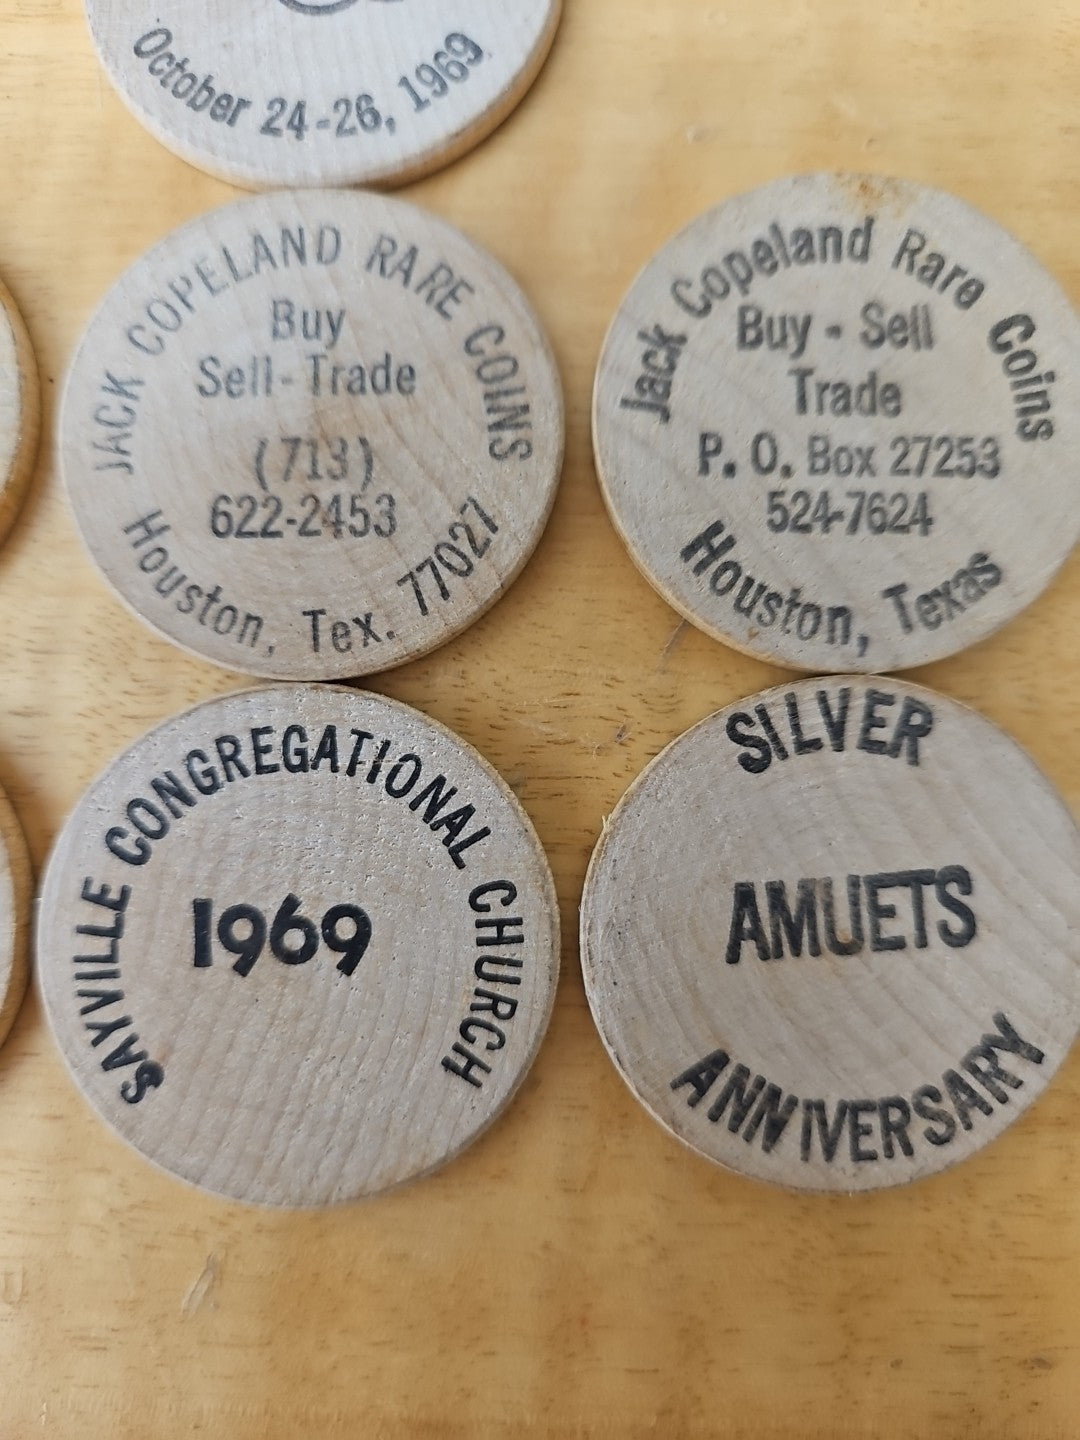 October 24-26, 1969
JACK COPELAND RARE COINS
Buy
Sell-Trade
(713)
622-2453
Houston, Tex. 77027
Jack Copeland Rare Coins
Buy - Sell
Trade
P. O. Box 27253
524-7624
Houston, Texas
SAYVILLE CONGREGATIONAL CHURCH
1969
SILVER
AMUETS
ANNIVERSARY